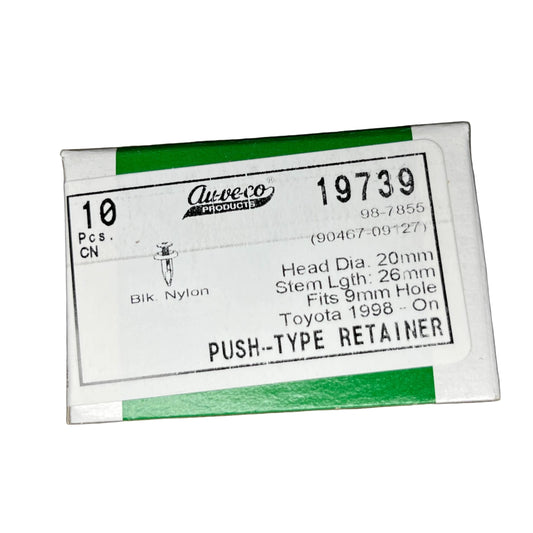 10
Pcs.
CN
Au-ve-co®
PRODUCTS
19739
98-7855
(90467-09127)
Blk. Nylon
Head Dia. 20mm
Stem Lgth: 26mm
Fits 9mm Hole
Toyota 1998 - On
PUSH-TYPE RETAINER